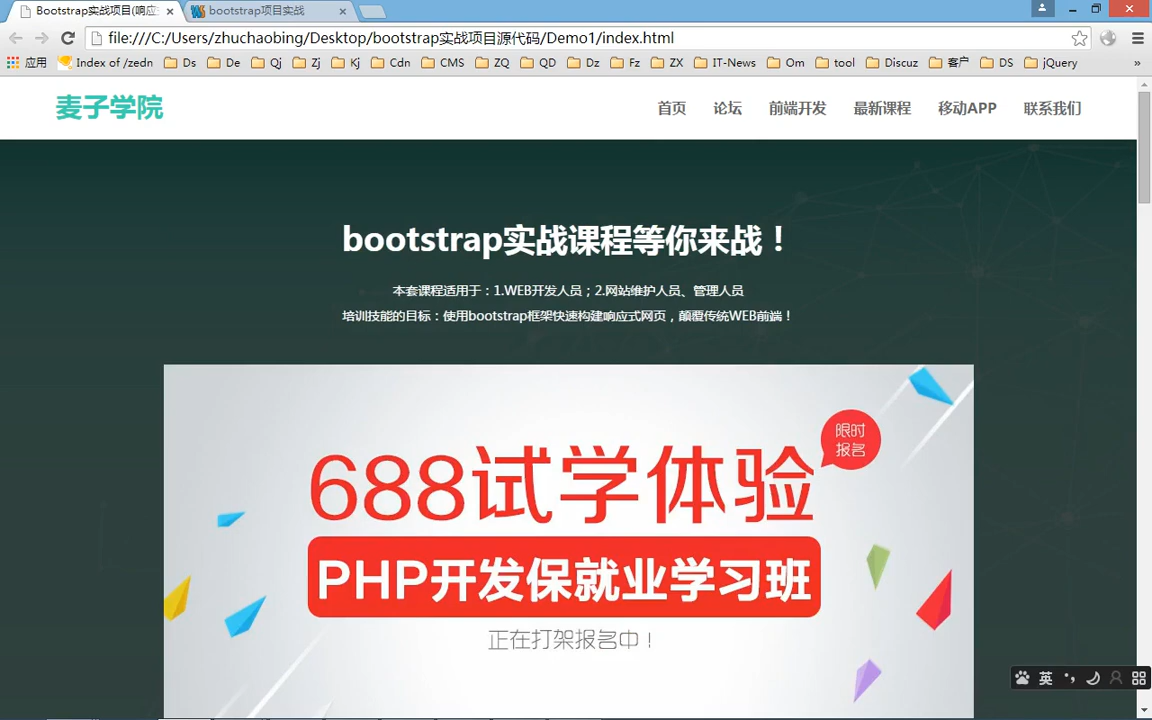 Bootstrap实战项目(响应
bootstrap项目实战
file:///C:/Users/zhuchaobing/Desktop/bootstrap实战项目源代码/Demo1/index.html
应用 Index of /zedn Ds De Qj Zj Kj Cdn CMS ZQ QD Dz Fz ZX IT-News Om tool Discuz 客户 DS jQuery »
麦子学院
首页 论坛 前端开发 最新课程 移动APP 联系我们
bootstrap实战课程等你来战！
本套课程适用于：1.WEB开发人员；2.网站维护人员、管理人员
培训技能的目标：使用bootstrap框架快速构建响应式网页，颠覆传统WEB前端！
限时
报名
688试学体验
PHP开发保就业学习班
正在打架报名中！
英